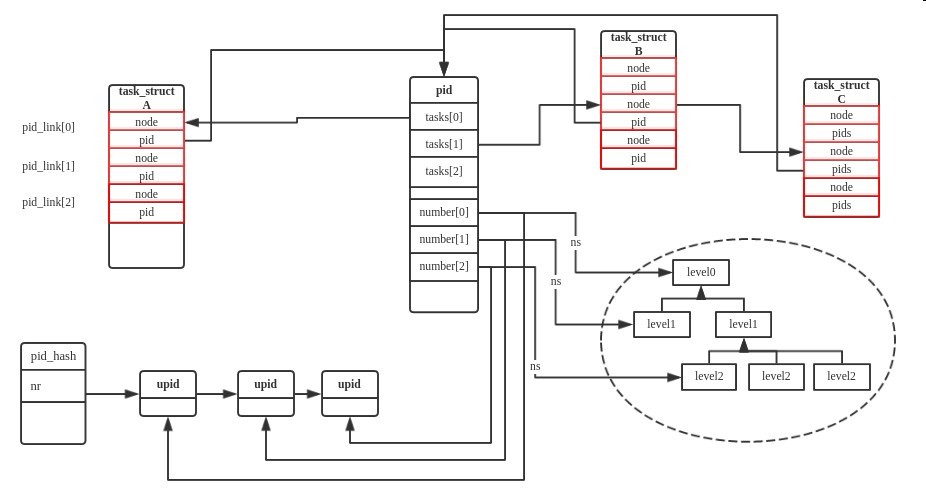 pid_link[0]
pid_link[1]
pid_link[2]
task_struct
A
node
pid
node
pid
node
pid
pid
tasks[0]
tasks[1]
tasks[2]
number[0]
number[1]
number[2]
task_struct
B
node
pid
node
pid
node
pid
task_struct
C
node
pids
node
pids
node
pids
ns
ns
ns
level0
level1
level1
level2
level2
level2
pid_hash
nr
upid
upid
upid